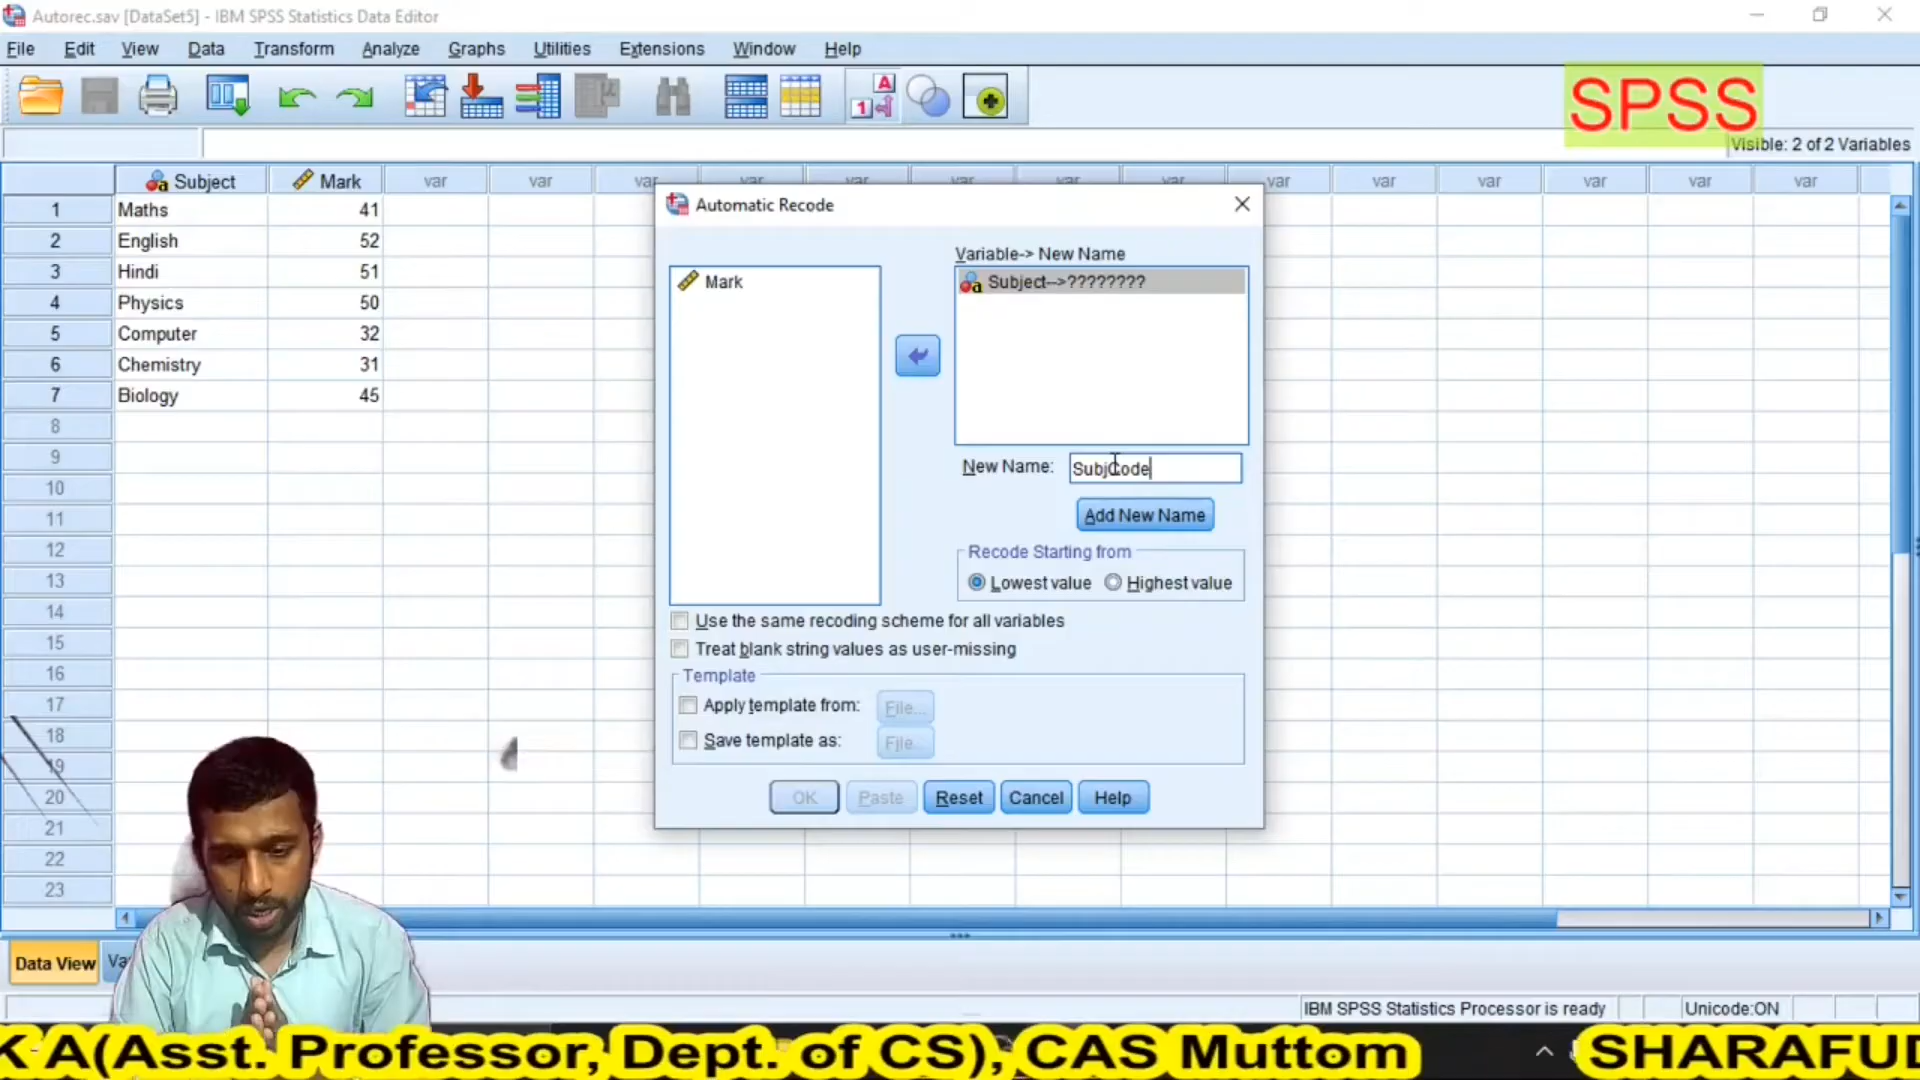 Autorec.sav [DataSet5] - IBM SPSS Statistics Data Editor
File Edit View Data Transform Analyze Graphs Utilities Extensions Window Help
SPSS
Visible: 2 of 2 Variables
Subject Mark var var var var var var var var var var var var var var
1 Maths 41
2 English 52
3 Hindi 51
4 Physics 50
5 Computer 32
6 Chemistry 31
7 Biology 45
8
9
10
11
12
13
14
15
16
17
18
19
20
21
22
23
Automatic Recode
Variable-> New Name
Mark
Subject-->????????
New Name: SubjCode
Add New Name
Recode Starting from
Lowest value Highest value
Use the same recoding scheme for all variables
Treat blank string values as user-missing
Template
Apply template from: File...
Save template as: File...
OK Paste Reset Cancel Help
Data View Va
IBM SPSS Statistics Processor is ready Unicode:ON
K A(Asst. Professor, Dept. of CS), CAS Muttom SHARAFUD